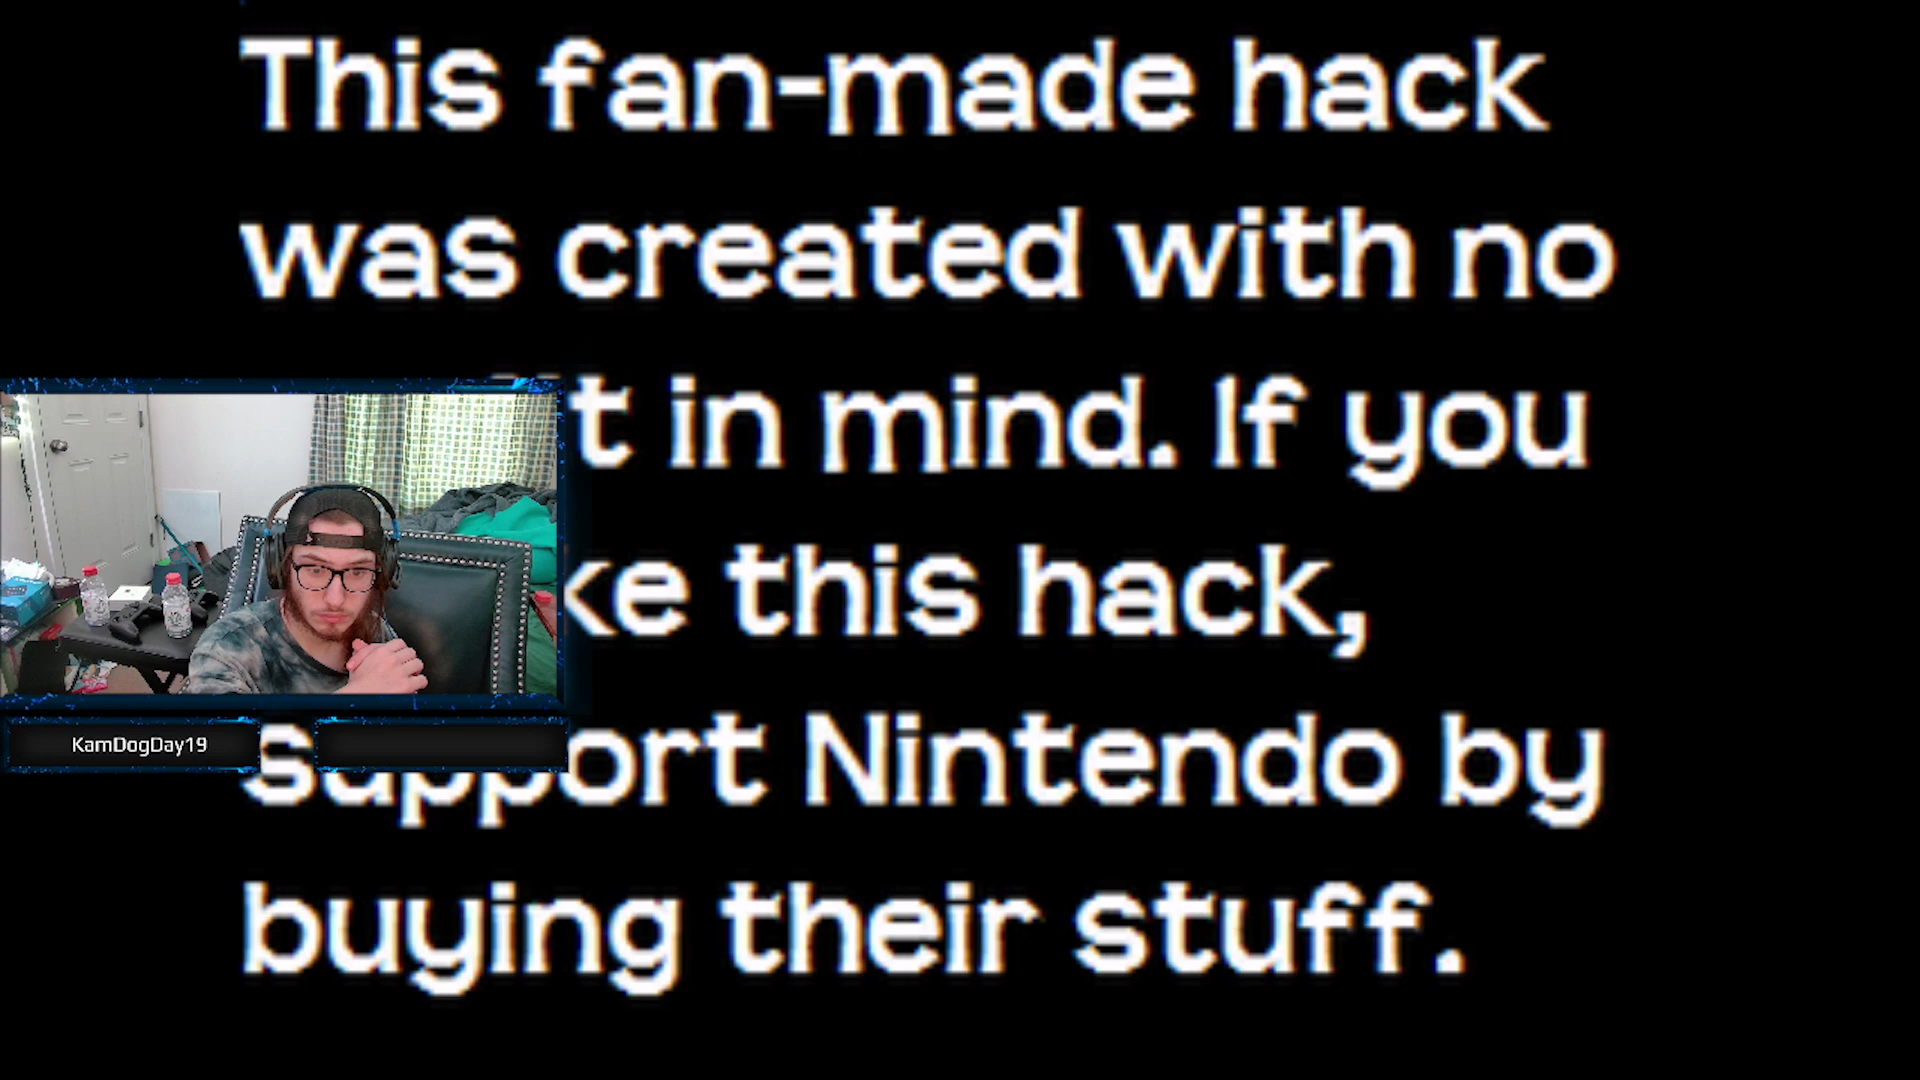 This fan-made hack
was created with no
in mind. If you
this hack,
support Nintendo by
buying their stuff.
KamDogDay19